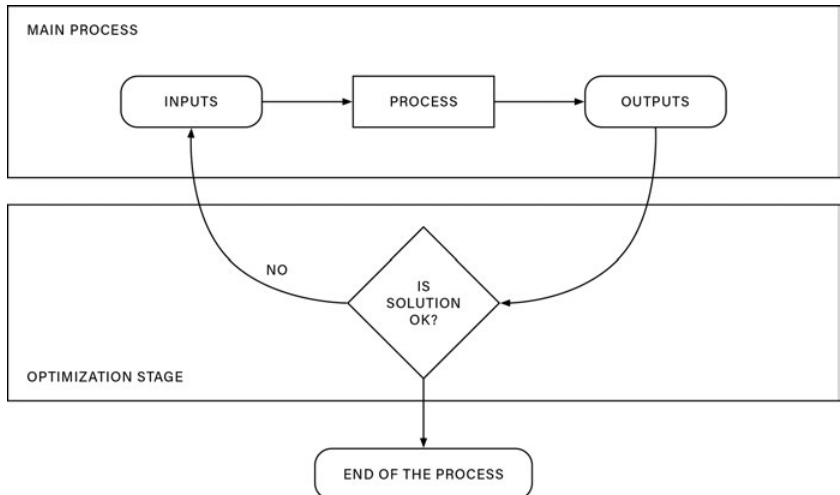 MAIN PROCESS
INPUTS
PROCESS
OUTPUTS
NO
IS
SOLUTION
OK?
OPTIMIZATION STAGE
END OF THE PROCESS